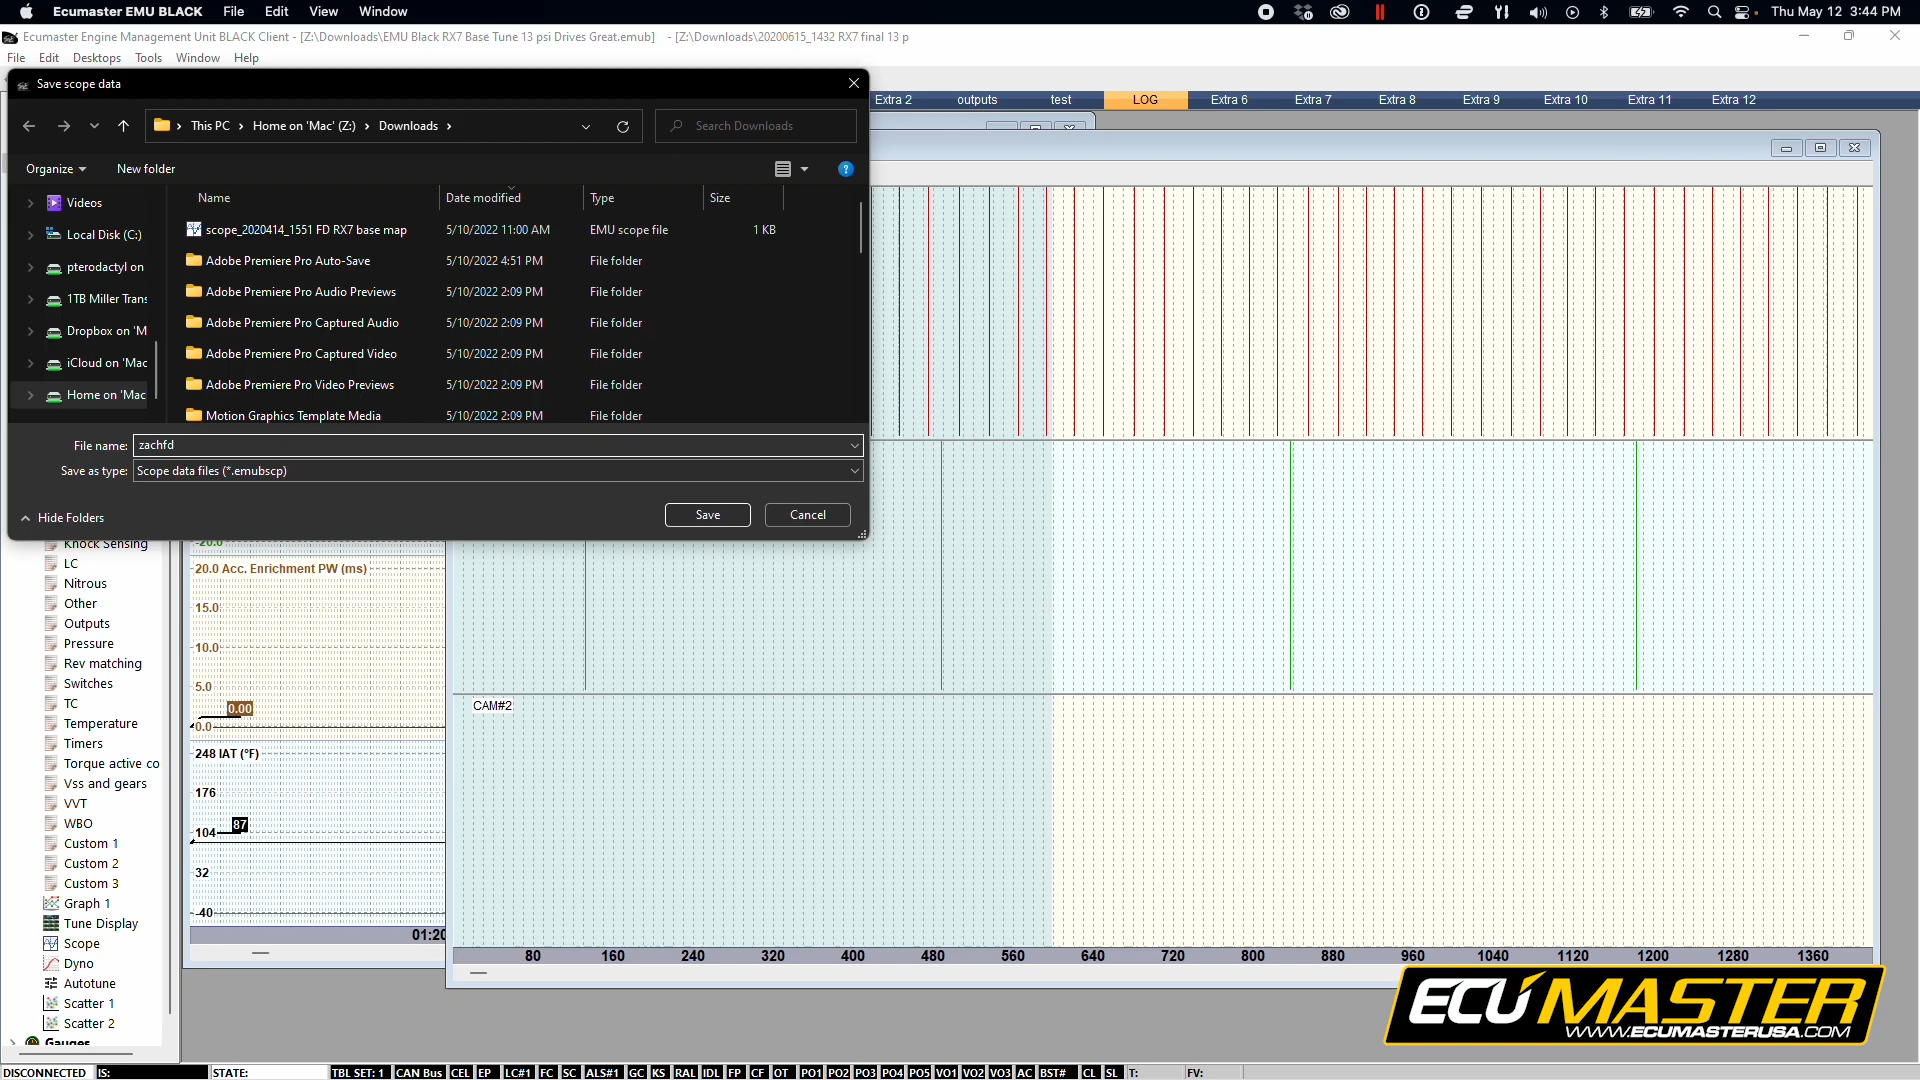 Ecumaster EMU BLACK File Edit View Window Thu May 12 3:44 PM
Ecumaster Engine Management Unit BLACK Client - [Z:\Downloads\EMU Black RX7 Base Tune 13 psi Drives Great.emub] - [Z:\Downloads\20200615_1432 RX7 final 13 p
File Edit Desktops Tools Window Help
Save scope data
Extra 2 outputs test LOG Extra 6 Extra 7 Extra 8 Extra 9 Extra 10 Extra 11 Extra 12
This PC › Home on 'Mac' (Z:) › Downloads ›
Search Downloads
Organize New folder
Name Date modified Type Size
Videos
Local Disk (C:)
pterodactyl on
1TB Miller Trans
Dropbox on 'M
iCloud on 'Mac
Home on 'Mac
scope_2020414_1551 FD RX7 base map 5/10/2022 11:00 AM EMU scope file 1 KB
Adobe Premiere Pro Auto-Save 5/10/2022 4:51 PM File folder
Adobe Premiere Pro Audio Previews 5/10/2022 2:09 PM File folder
Adobe Premiere Pro Captured Audio 5/10/2022 2:09 PM File folder
Adobe Premiere Pro Captured Video 5/10/2022 2:09 PM File folder
Adobe Premiere Pro Video Previews 5/10/2022 2:09 PM File folder
Motion Graphics Template Media 5/10/2022 2:09 PM File folder
File name: zachfd
Save as type: Scope data files (*.emubscp)
Hide Folders
Save Cancel
Knock Sensing
LC
Nitrous
Other
Outputs
Pressure
Rev matching
Switches
TC
Temperature
Timers
Torque active co
Vss and gears
VVT
WBO
Custom 1
Custom 2
Custom 3
Graph 1
Tune Display
Scope
Dyno
Autotune
Scatter 1
Scatter 2
Gauges
-20.0
20.0 Acc. Enrichment PW (ms)
15.0
10.0
5.0
0.00
0.0
248 IAT (°F)
176
87
104
32
-40
01:20
CAM#2
80 160 240 320 400 480 560 640 720 800 880 960 1040 1120 1200 1280 1360
ECUMASTER
WWW.ECUMASTERUSA.COM
DISCONNECTED IS: STATE: TBL SET: 1 CAN Bus CEL EP LC#1 FC SC ALS#1 GC KS RAL IDL FP CF OT PO1 PO2 PO3 PO4 PO5 VO1 VO2 VO3 AC BST# CL SL T: FV: